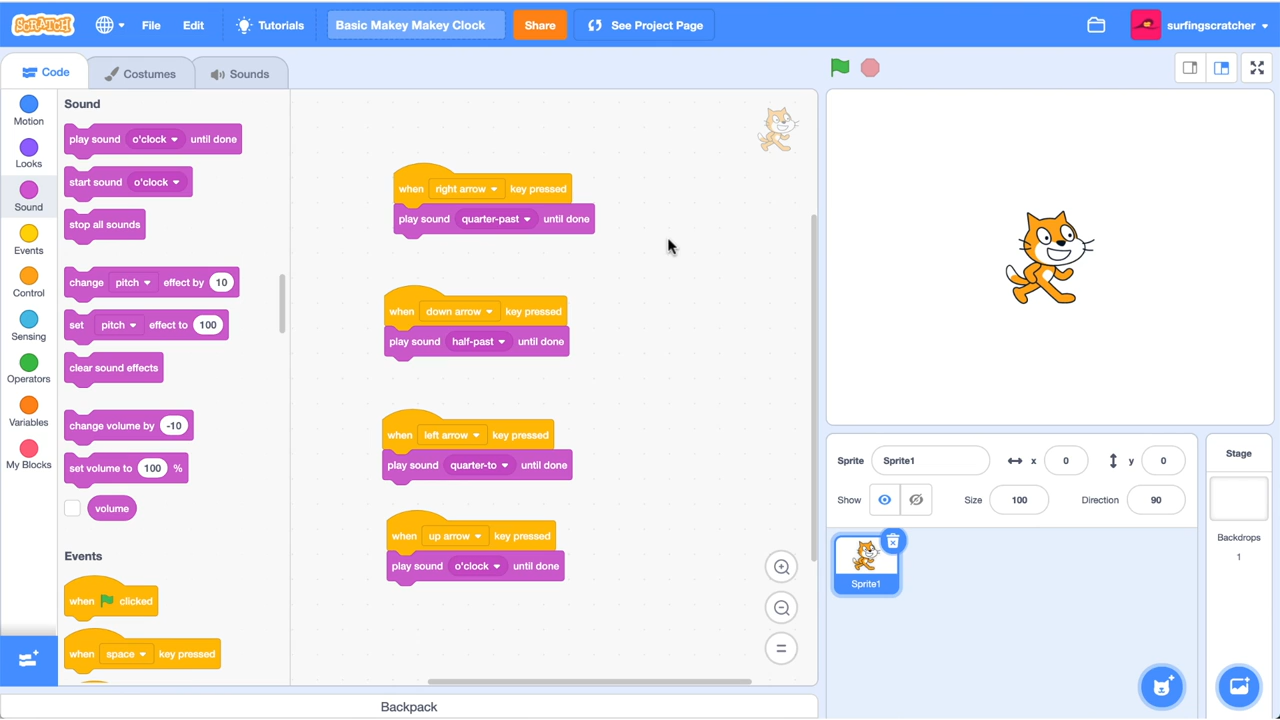 SCRATCH File Edit Tutorials Basic Makey Makey Clock Share See Project Page surfingscratcher
Code Costumes Sounds
Motion
Looks
Sound
Events
Control
Sensing
Operators
Variables
My Blocks
Sound
play sound o'clock until done
start sound o'clock
stop all sounds
change pitch effect by 10
set pitch effect to 100
clear sound effects
change volume by -10
set volume to 100 %
volume
Events
when clicked
when space key pressed
when right arrow key pressed
play sound quarter-past until done
when down arrow key pressed
play sound half-past until done
when left arrow key pressed
play sound quarter-to until done
when up arrow key pressed
play sound o'clock until done
Backpack
Sprite Sprite1 x 0 y 0
Show Size 100 Direction 90
Sprite1
Stage
Backdrops
1